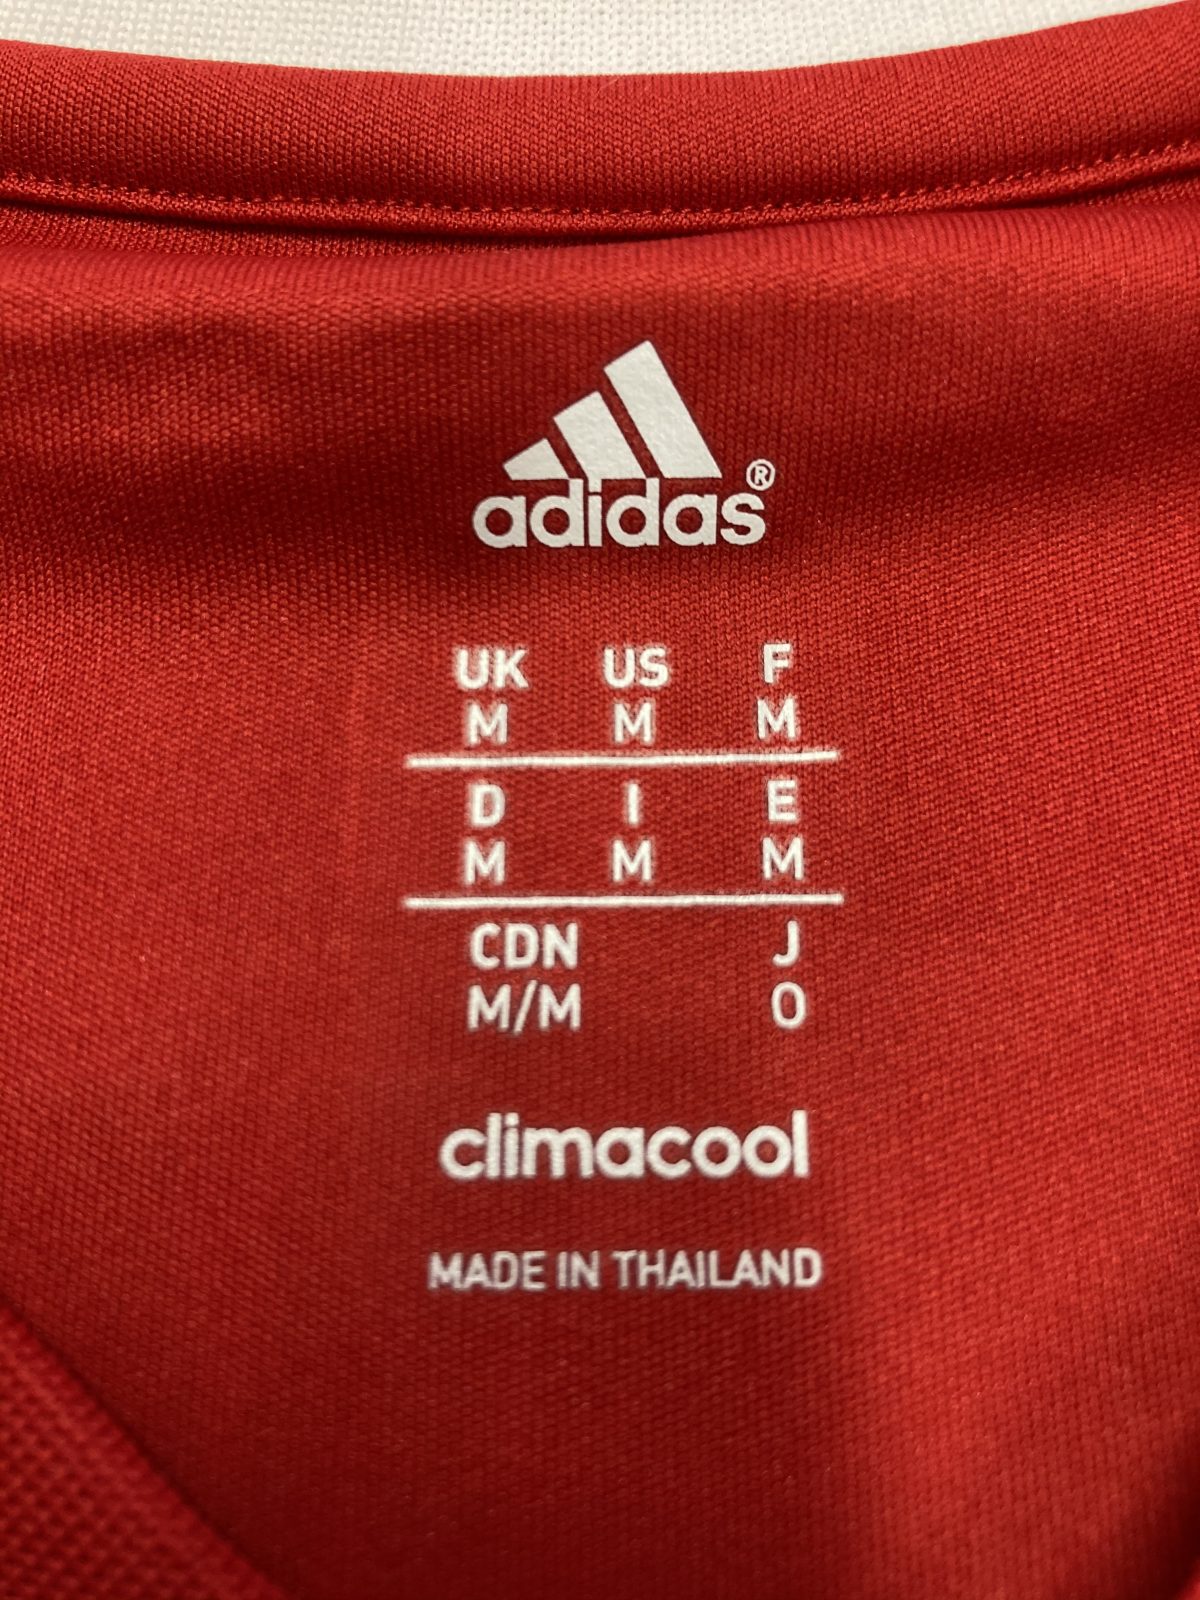 adidas®
UK US F
M M M
D I E
M M M
CDN J
M/M O
climacool
MADE IN THAILAND